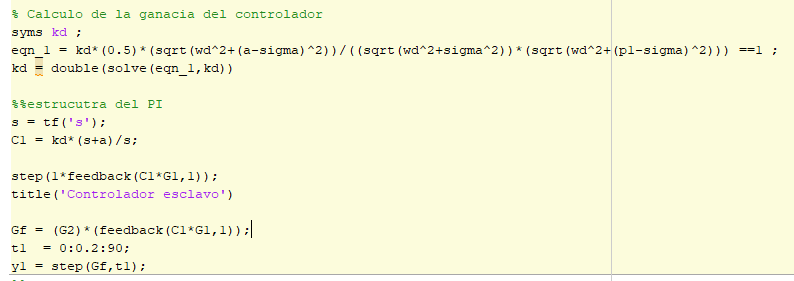 % Calculo de la ganacia del controlador
syms kd ;
eqn_1 = kd*(0.5)*(sqrt(wd^2+(a-sigma)^2))/((sqrt(wd^2+sigma^2))*(sqrt(wd^2+(p1-sigma)^2))) ==1 ;
kd = double(solve(eqn_1,kd))
%%estrucutra del PI
s = tf('s');
C1 = kd*(s+a)/s;
step(1*feedback(C1*G1,1));
title('Controlador esclavo')
Gf = (G2)*(feedback(C1*G1,1));
t1  = 0:0.2:90;
y1 = step(Gf,t1);